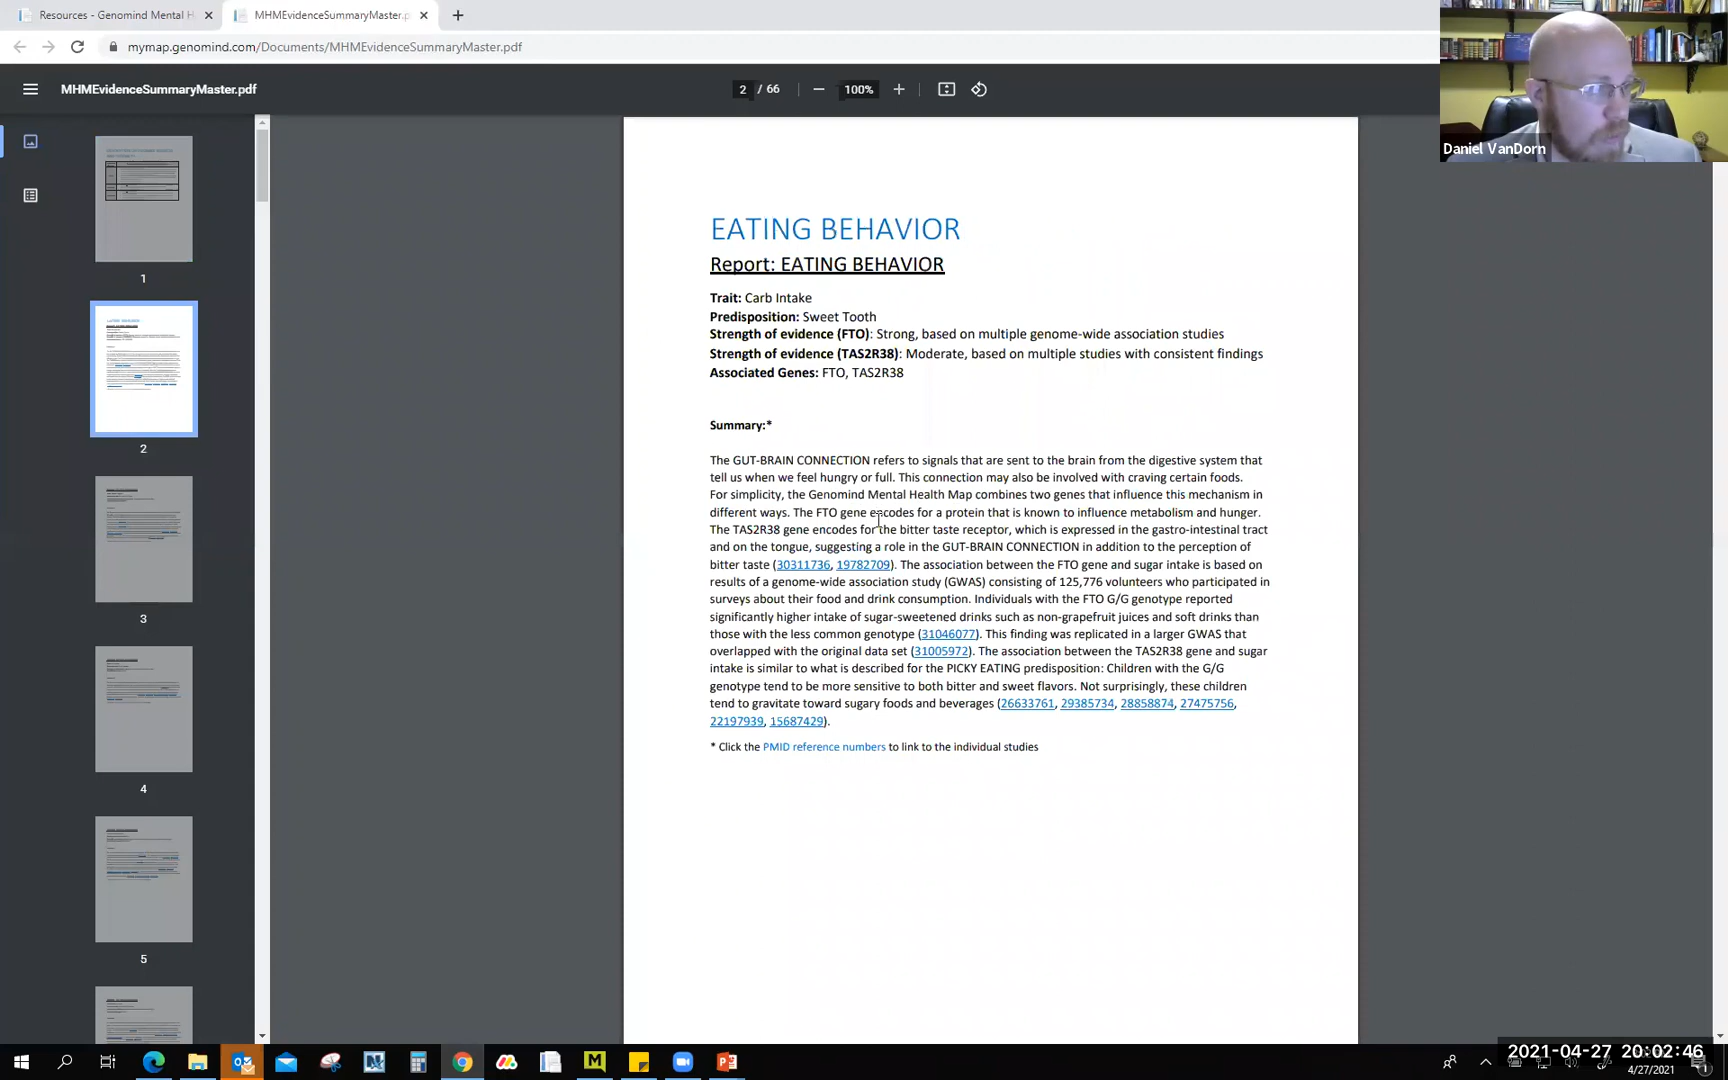 Resources - Genomind Mental H
MHMEvidenceSummaryMaster.p
mymap.genomind.com/Documents/MHMEvidenceSummaryMaster.pdf
MHMEvidenceSummaryMaster.pdf
2 / 66
100%
Daniel VanDorn
1
2
3
4
5
EATING BEHAVIOR
Report: EATING BEHAVIOR
Trait: Carb Intake
Predisposition: Sweet Tooth
Strength of evidence (FTO): Strong, based on multiple genome-wide association studies
Strength of evidence (TAS2R38): Moderate, based on multiple studies with consistent findings
Associated Genes: FTO, TAS2R38
Summary:*
The GUT-BRAIN CONNECTION refers to signals that are sent to the brain from the digestive system that
tell us when we feel hungry or full. This connection may also be involved with craving certain foods.
For simplicity, the Genomind Mental Health Map combines two genes that influence this mechanism in
different ways. The FTO gene encodes for a protein that is known to influence metabolism and hunger.
The TAS2R38 gene encodes for the bitter taste receptor, which is expressed in the gastro-intestinal tract
and on the tongue, suggesting a role in the GUT-BRAIN CONNECTION in addition to the perception of
bitter taste (30311736, 19782709). The association between the FTO gene and sugar intake is based on
results of a genome-wide association study (GWAS) consisting of 125,776 volunteers who participated in
surveys about their food and drink consumption. Individuals with the FTO G/G genotype reported
significantly higher intake of sugar-sweetened drinks such as non-grapefruit juices and soft drinks than
those with the less common genotype (31046077). This finding was replicated in a larger GWAS that
overlapped with the original data set (31005972). The association between the TAS2R38 gene and sugar
intake is similar to what is described for the PICKY EATING predisposition: Children with the G/G
genotype tend to be more sensitive to both bitter and sweet flavors. Not surprisingly, these children
tend to gravitate toward sugary foods and beverages (26633761, 29385734, 28858874, 27475756,
22197939, 15687429).
* Click the PMID reference numbers to link to the individual studies
2021-04-27 20:02:46
4/27/2021